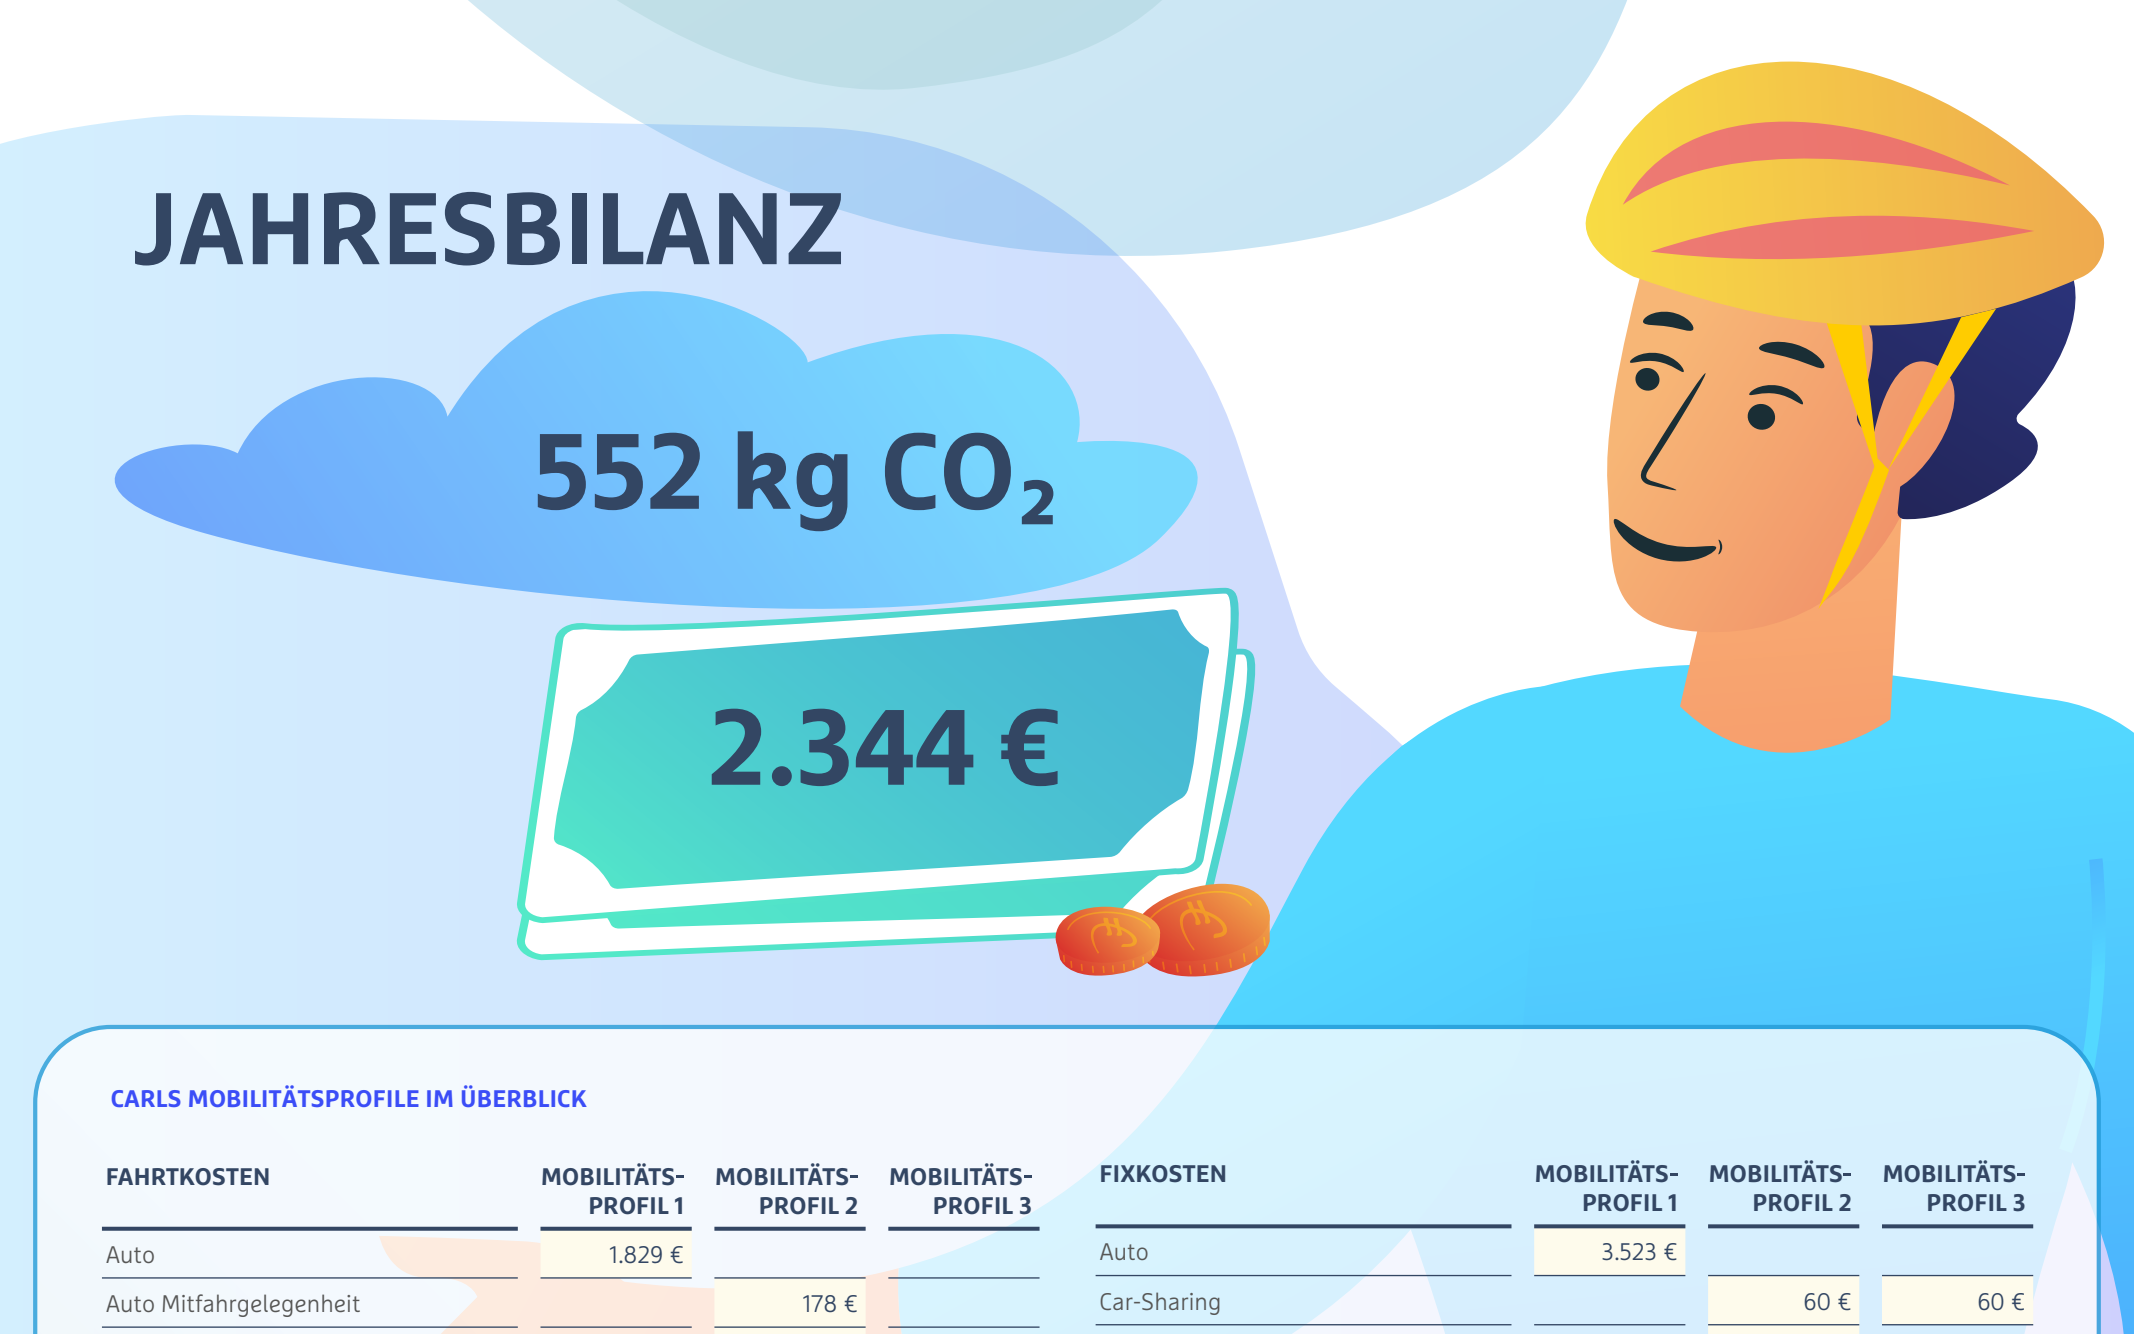 JAHRESBILANZ
552 kg CO₂
2.344 €
CARLS MOBILITÄTSPROFILE IM ÜBERBLICK
FAHRTKOSTEN MOBILITÄTS-PROFIL 1 MOBILITÄTS-PROFIL 2 MOBILITÄTS-PROFIL 3
Auto 1.829 €
Auto Mitfahrgelegenheit 178 €
FIXKOSTEN MOBILITÄTS-PROFIL 1 MOBILITÄTS-PROFIL 2 MOBILITÄTS-PROFIL 3
Auto 3.523 €
Car-Sharing 60 € 60 €